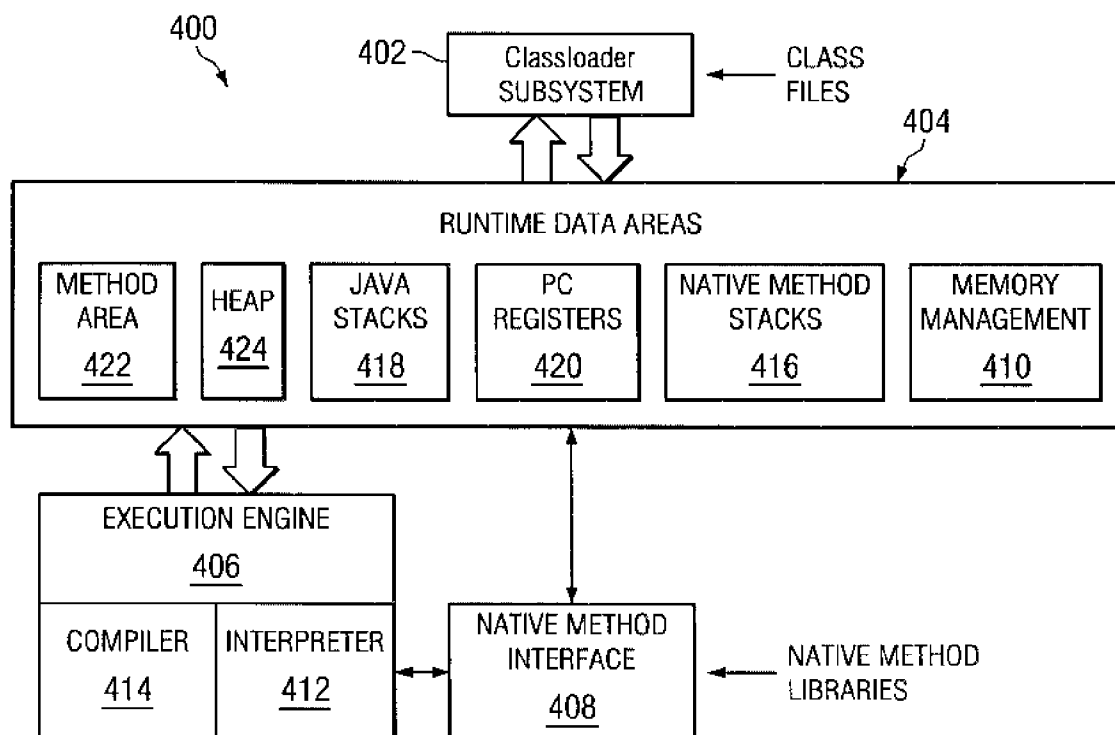 400
402
Classloader
SUBSYSTEM
CLASS
FILES
404
RUNTIME DATA AREAS
METHOD
AREA
422
HEAP
424
JAVA
STACKS
418
PC
REGISTERS
420
NATIVE METHOD
STACKS
416
MEMORY
MANAGEMENT
410
EXECUTION ENGINE
406
COMPILER
414
INTERPRETER
412
NATIVE METHOD
INTERFACE
408
NATIVE METHOD
LIBRARIES